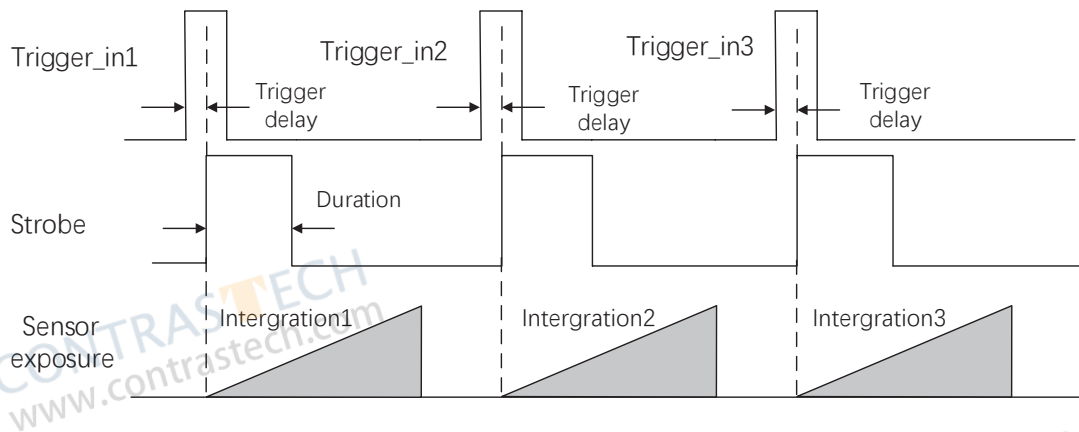 Trigger_in1
Trigger_in2
Trigger_in3
Trigger
delay
Trigger
delay
Trigger
delay
Strobe
Duration
Sensor
exposure
Intergration1
Intergration2
Intergration3
CONTRASTECH
www.contrastech.com